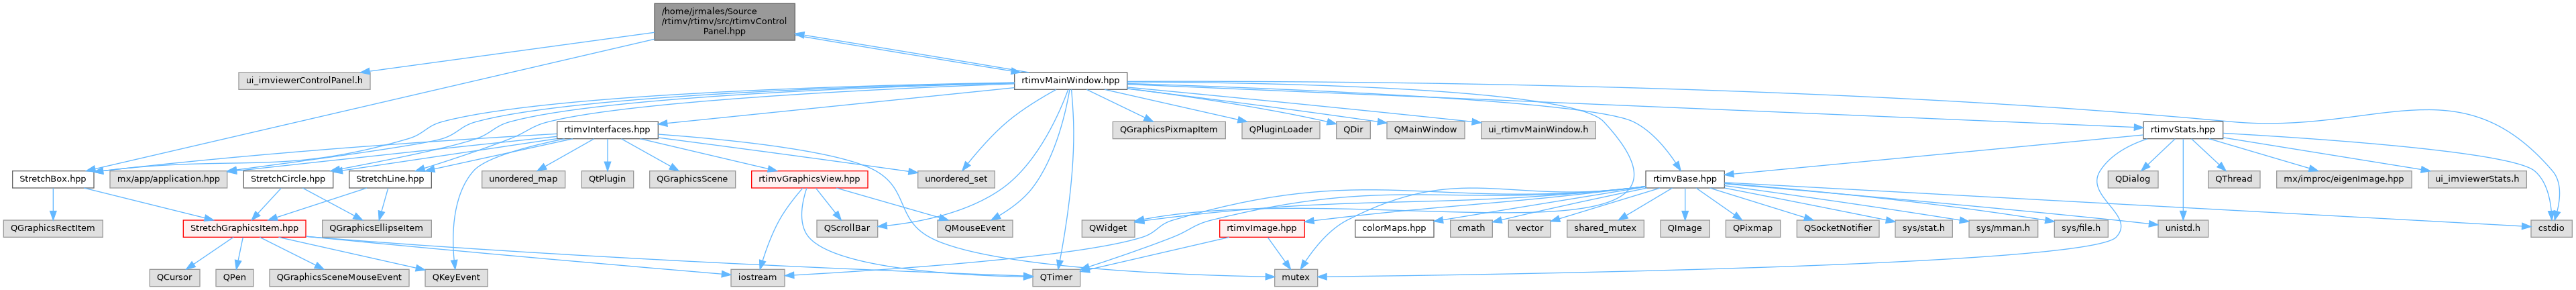 /home/jrmales/Source
/rtimv/rtimv/src/rtimvControl
Panel.hpp
ui_imviewerControlPanel.h
rtimvMainWindow.hpp
rtimvInterfaces.hpp
QGraphicsPixmapItem
QPluginLoader
QDir
QMainWindow
ui_rtimvMainWindow.h
rtimvStats.hpp
StretchBox.hpp
mx/app/application.hpp
StretchCircle.hpp
StretchLine.hpp
unordered_map
QtPlugin
QGraphicsScene
rtimvGraphicsView.hpp
unordered_set
rtimvBase.hpp
QDialog
QThread
mx/improc/eigenImage.hpp
ui_imviewerStats.h
QGraphicsRectItem
StretchGraphicsItem.hpp
QGraphicsEllipseItem
QScrollBar
QMouseEvent
QWidget
rtimvImage.hpp
colorMaps.hpp
cmath
vector
shared_mutex
QImage
QPixmap
QSocketNotifier
sys/stat.h
sys/mman.h
sys/file.h
unistd.h
cstdio
QCursor
QPen
QGraphicsSceneMouseEvent
QKeyEvent
iostream
QTimer
mutex